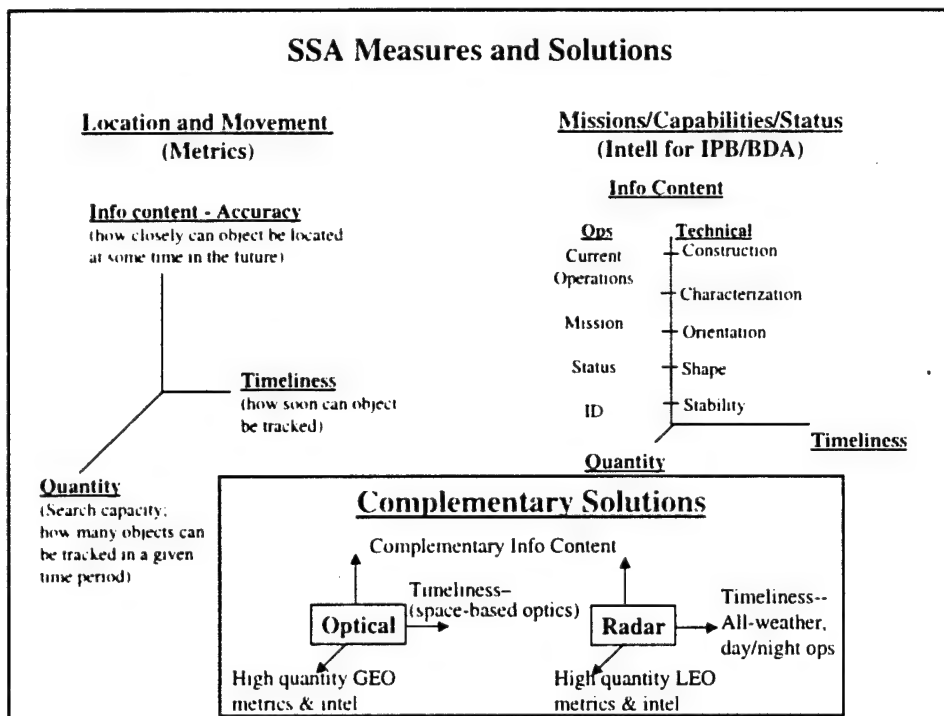 SSA Measures and Solutions
Location and Movement
(Metrics)
Info content - Accuracy
(how closely can object be located
at some time in the future)
Timeliness
(how soon can object
be tracked)
Quantity
(Search capacity;
how many objects can
be tracked in a given
time period)
Missions/Capabilities/Status
(Intell for IPB/BDA)
Info Content
Ops
Technical
Current
Operations
Construction
Characterization
Mission
Orientation
Status
Shape
ID
Stability
Timeliness
Quantity
Complementary Solutions
Complementary Info Content
Timeliness–
(space-based optics)
Optical
High quantity GEO
metrics & intel
Radar
Timeliness--
All-weather,
day/night ops
High quantity LEO
metrics & intel